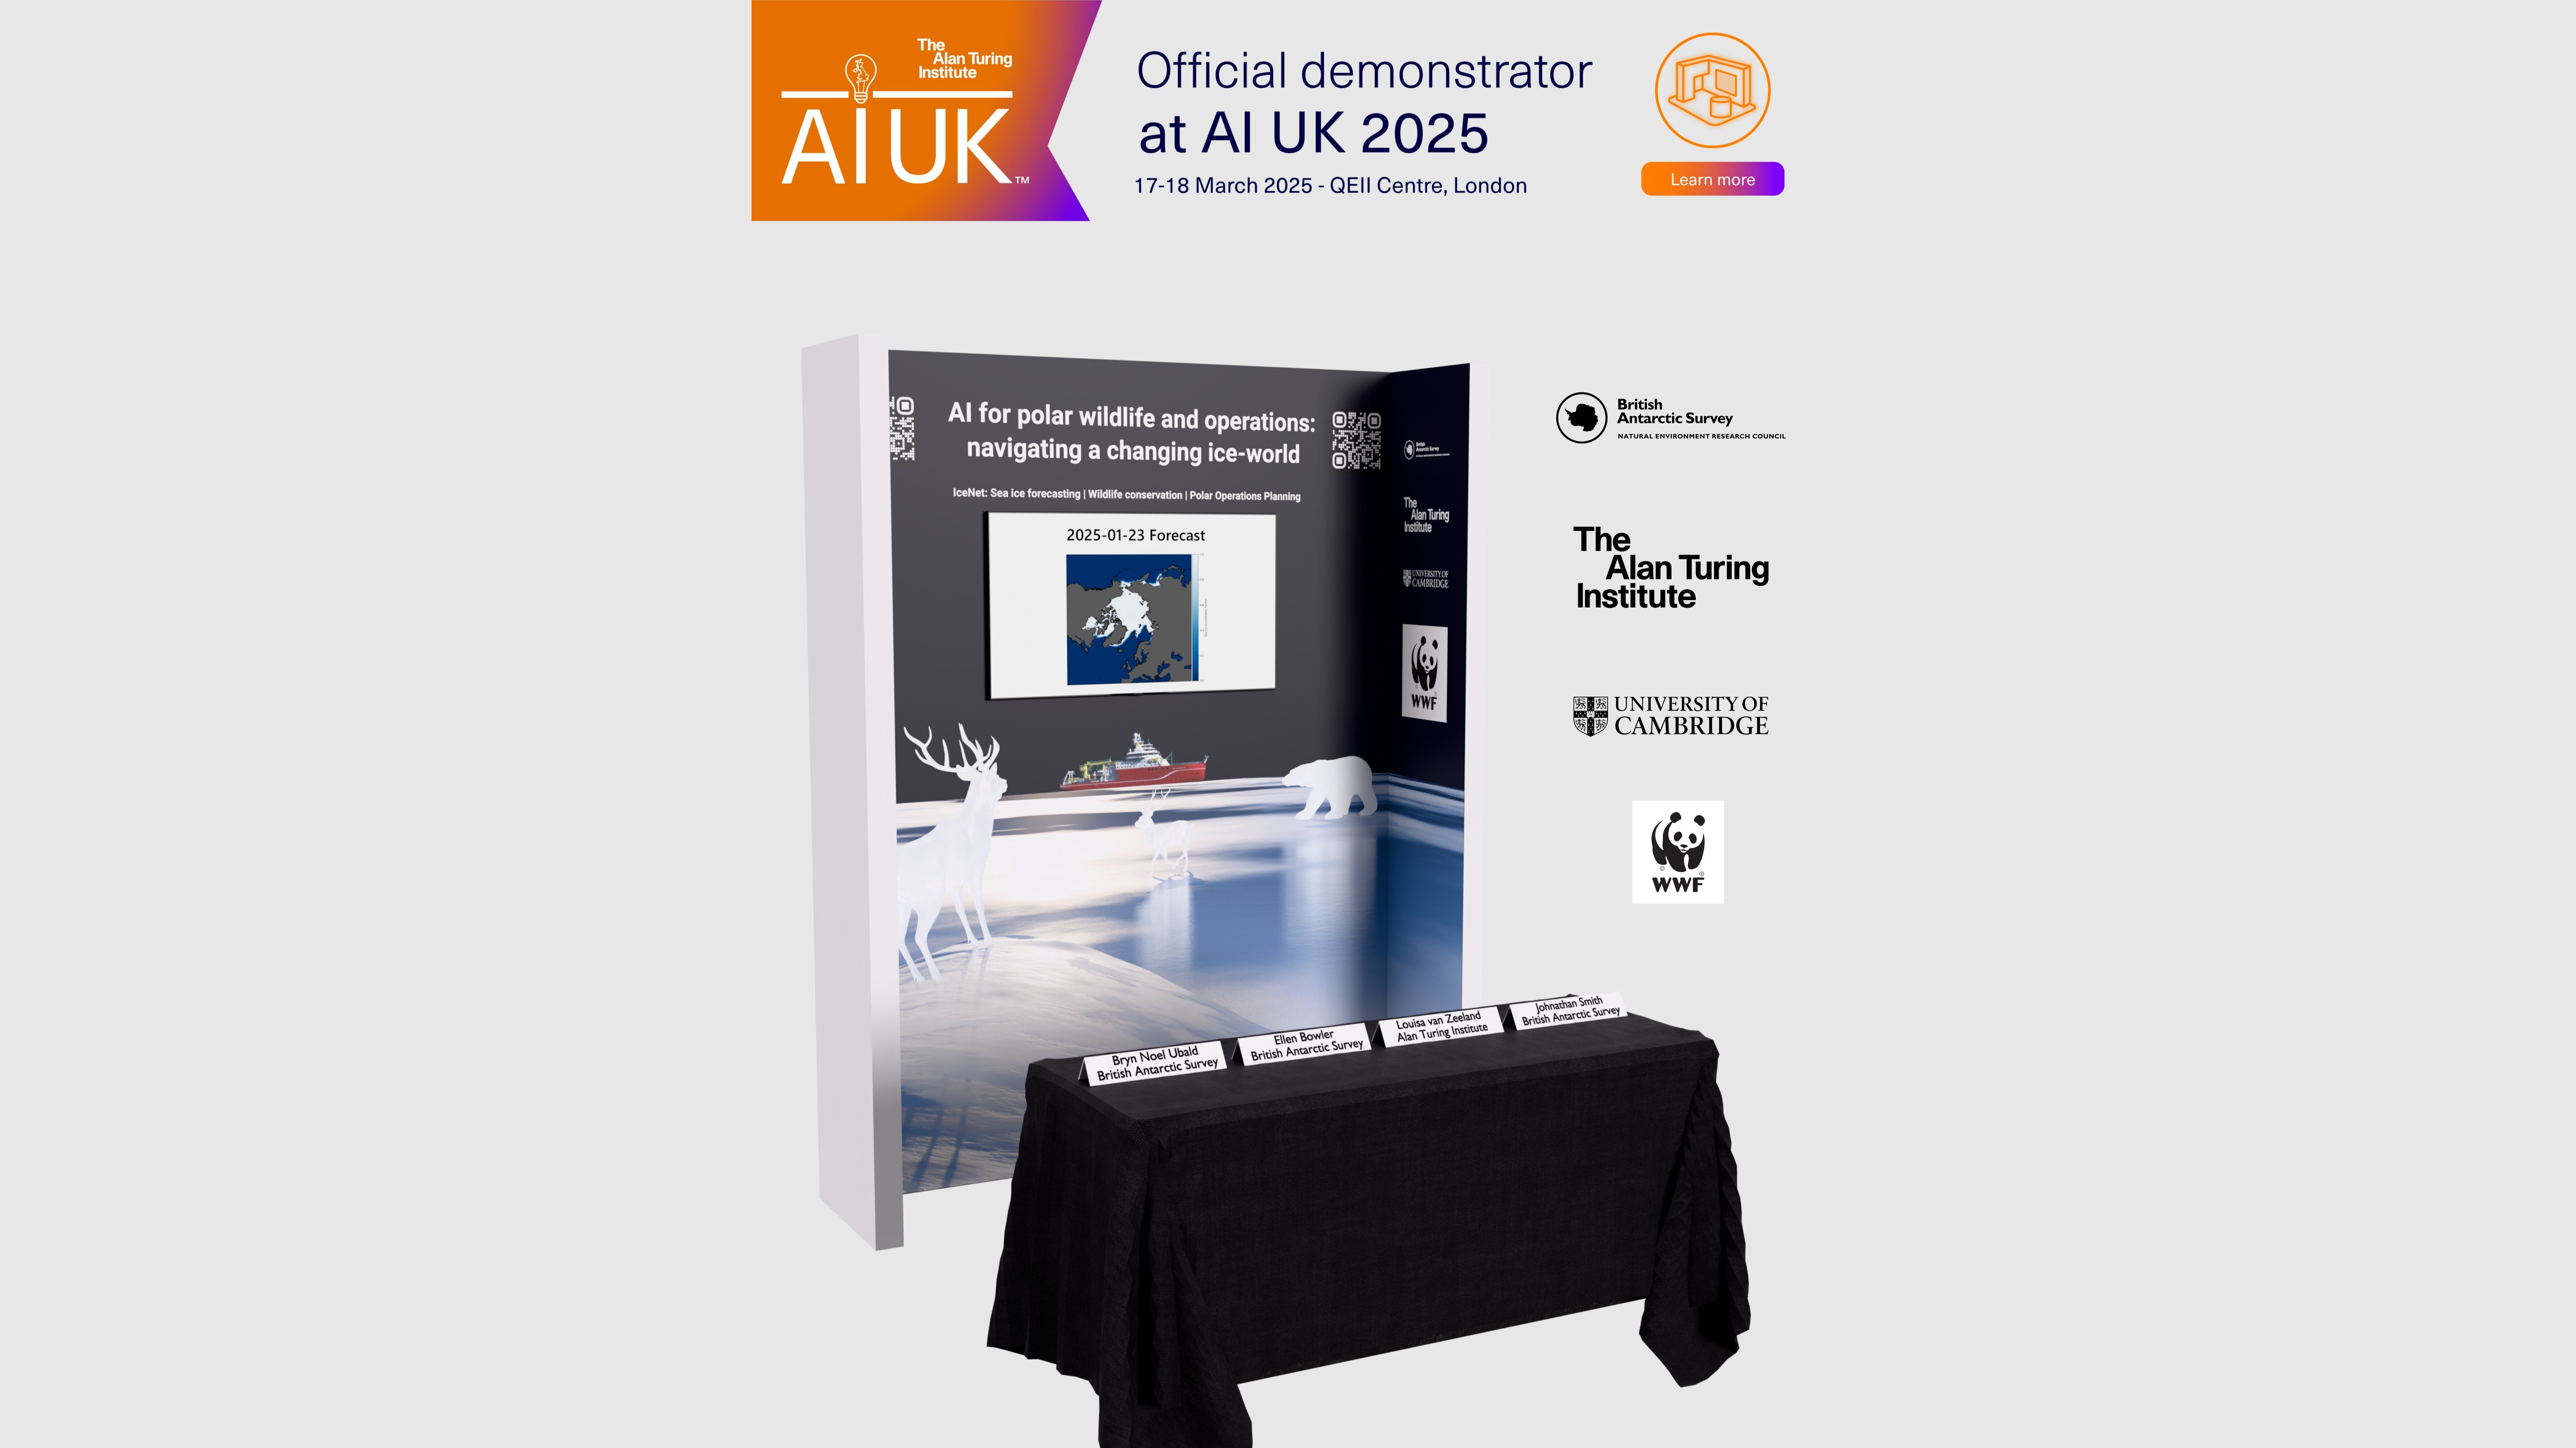 The
Alan Turing
Institute
AI UK™
Official demonstrator
at AI UK 2025
17-18 March 2025 - QEII Centre, London
Learn more
AI for polar wildlife and operations:
navigating a changing ice-world
IceNet: Sea ice forecasting | Wildlife conservation | Polar Operations Planning
2025-01-23 Forecast
British
Antarctic Survey
The
Alan Turing
Institute
UNIVERSITY OF
CAMBRIDGE
WWF
British
Antarctic Survey
NATURAL ENVIRONMENT RESEARCH COUNCIL
The
Alan Turing
Institute
UNIVERSITY OF
CAMBRIDGE
® ®
WWF
Bryn Noel Ubald
British Antarctic Survey
Ellen Bowler
British Antarctic Survey
Louisa van Zeeland
Alan Turing Institute
Johnathan Smith
British Antarctic Survey